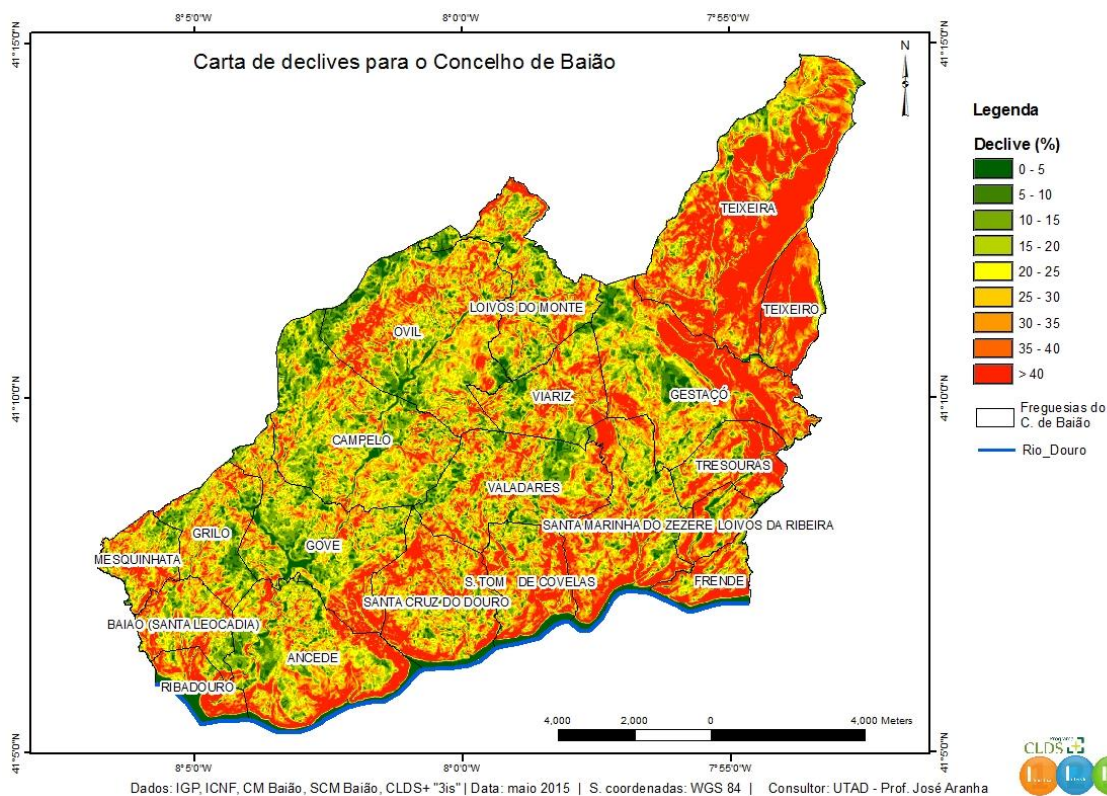 8°5'0"W 8°0'0"W 7°55'0"W
41°15'0"N 41°15'0"N
Carta de declives para o Concelho de Baião
N
Legenda
Declive (%)
0 - 5
5 - 10
10 - 15
15 - 20
20 - 25
25 - 30
30 - 35
35 - 40
> 40
Freguesias do
C. de Baião
Rio_Douro
TEIXEIRA
TEIXEIRO
LOIVOS DO MONTE
OVIL
41°10'0"N 41°10'0"N
VIARIZ
GESTAÇÓ
CAMPELO
TRESOURAS
VALADARES
SANTA MARINHA DO ZEZERE LOIVOS DA RIBEIRA
GRILO
GOVE
MESQUINHATA
S. TOM DE COVELAS
FRENDE
SANTA CRUZ DO DOURO
BAIAO (SANTA LEOCADIA)
ANCEDE
RIBADOURO
4,000 2,000 0 4,000 Meters
41°5'0"N 41°5'0"N
8°5'0"W 8°0'0"W 7°55'0"W
Programa
CLDS+
Dados: IGP, ICNF, CM Baião, SCM Baião, CLDS+ "3is" | Data: maio 2015 | S. coordenadas: WGS 84 | Consultor: UTAD - Prof. José Aranha